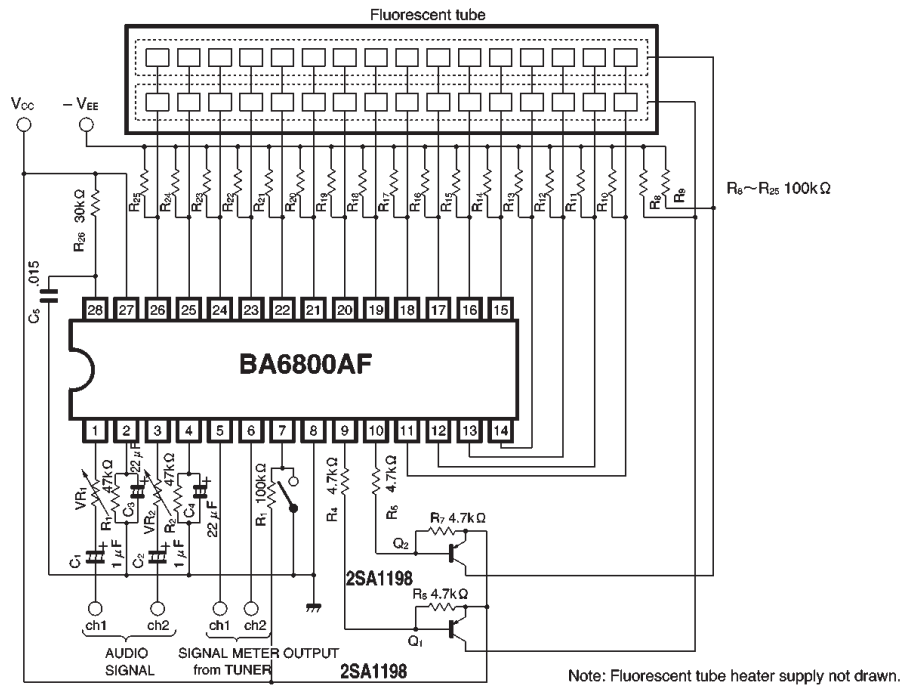 Fluorescent tube
Vcc
– VEE
R25
R24
R23
R22
R21
R20
R19
R18
R17
R16
R15
R14
R13
R12
R11
R10
R8
R9
R8～R25 100kΩ
R26 30kΩ
C5 .015
28 27 26 25 24 23 22 21 20 19 18 17 16 15
BA6800AF
1 2 3 4 5 6 7 8 9 10 11 12 13 14
VR1
R1 47kΩ
C3 22μF
VR2
R2 47kΩ
C4 22μF
R1 100kΩ
R4 4.7kΩ
R6 4.7kΩ
C1 1μF
C2 1μF
R7 4.7kΩ
Q2
2SA1198
R5 4.7kΩ
Q1
2SA1198
ch1 ch2 ch1 ch2
AUDIO SIGNAL
SIGNAL METER OUTPUT from TUNER
Note: Fluorescent tube heater supply not drawn.